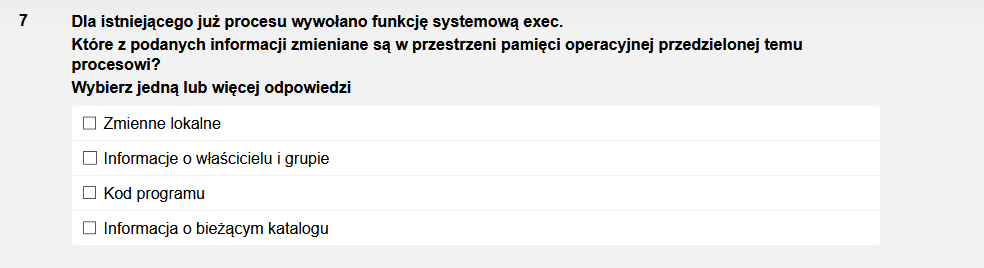 7 Dla istniejącego już procesu wywołano funkcję systemową exec.
Które z podanych informacji zmieniane są w przestrzeni pamięci operacyjnej przedzielonej temu
procesowi?
Wybierz jedną lub więcej odpowiedzi
Zmienne lokalne
Informacje o właścicielu i grupie
Kod programu
Informacja o bieżącym katalogu